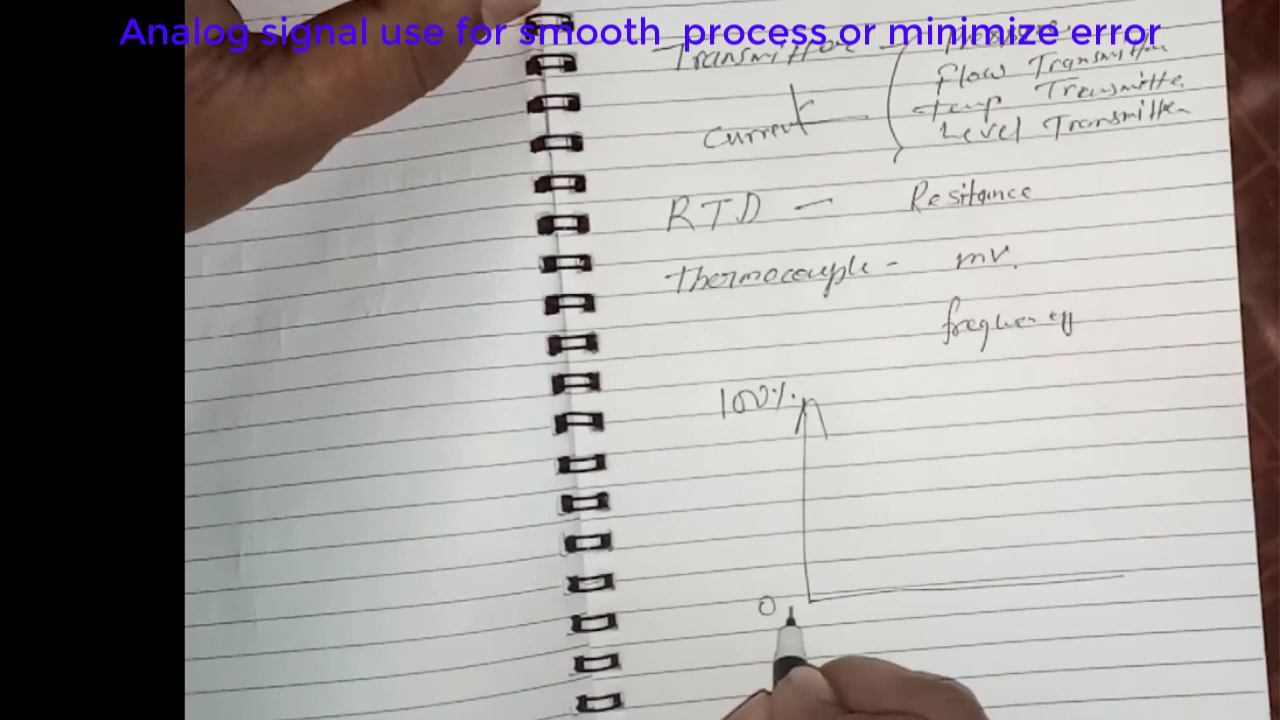 Analog signal use for smooth process or minimize error
Transmitter
Flow Transmitter
Current
temp Transmitte
Level Transmitter
RTD — Resitance
thermocouple - mv.
frequency
100%.
0